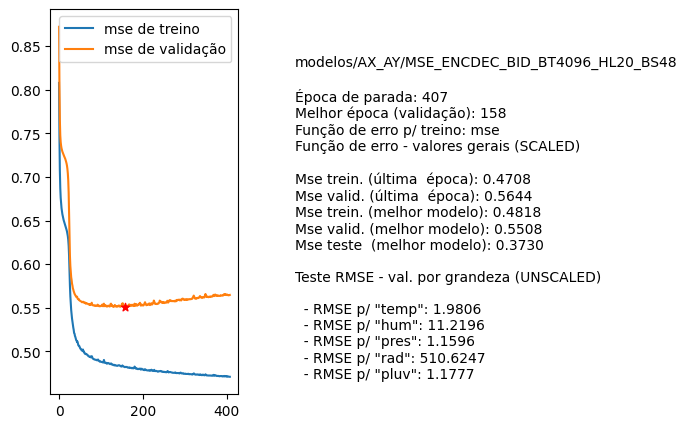 mse de treino
mse de validação
0.85
0.80
0.75
0.70
0.65
0.60
0.55
0.50
0
200
400
modelos/AX_AY/MSE_ENCDEC_BID_BT4096_HL20_BS48
Época de parada: 407
Melhor época (validação): 158
Função de erro p/ treino: mse
Função de erro - valores gerais (SCALED)
Mse trein. (última  época): 0.4708
Mse valid. (última  época): 0.5644
Mse trein. (melhor modelo): 0.4818
Mse valid. (melhor modelo): 0.5508
Mse teste  (melhor modelo): 0.3730
Teste RMSE - val. por grandeza (UNSCALED)
- RMSE p/ "temp": 1.9806
- RMSE p/ "hum": 11.2196
- RMSE p/ "pres": 1.1596
- RMSE p/ "rad": 510.6247
- RMSE p/ "pluv": 1.1777